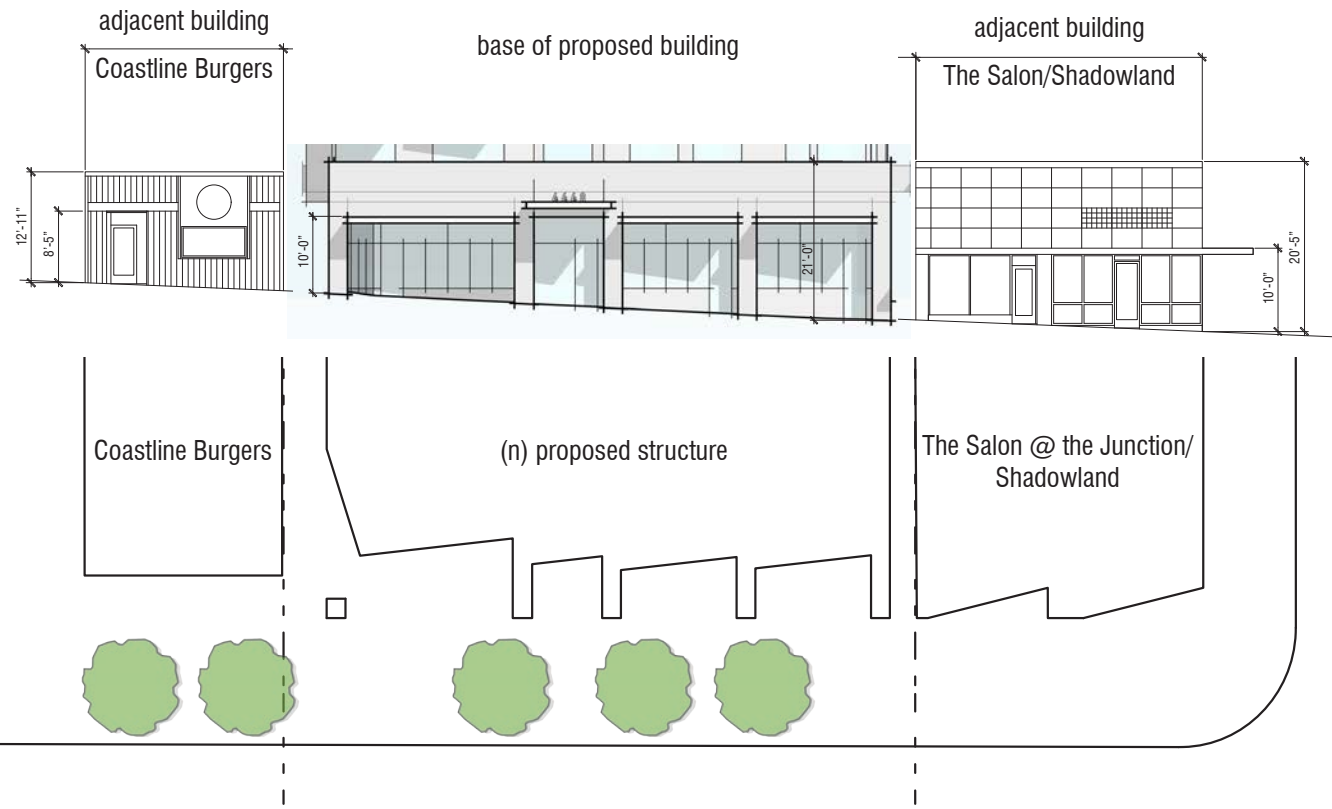 adjacent building
Coastline Burgers
base of proposed building
adjacent building
The Salon/Shadowland
12'-11"
8'-5"
10'-0"
21'-0"
10'-0"
20'-5"
Coastline Burgers
(n) proposed structure
The Salon @ the Junction/
Shadowland